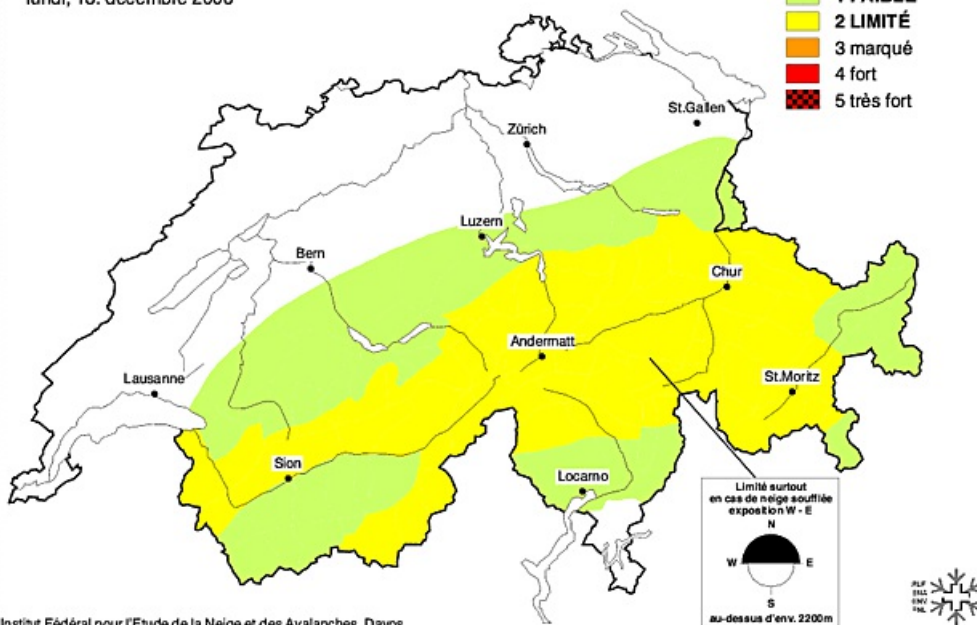 2 LIMITÉ
3 marqué
4 fort
5 très fort
St.Gallen
Zürich
Luzern
Bern
Chur
Andermatt
Lausanne
St.Moritz
Sion
Locarno
Limité surtout
en cas de neige soufflée
exposition W - E
N
W E
S
au-dessus d'env. 2200m
Institut Fédéral pour l'Etude de la Neige et des Avalanches, Davos